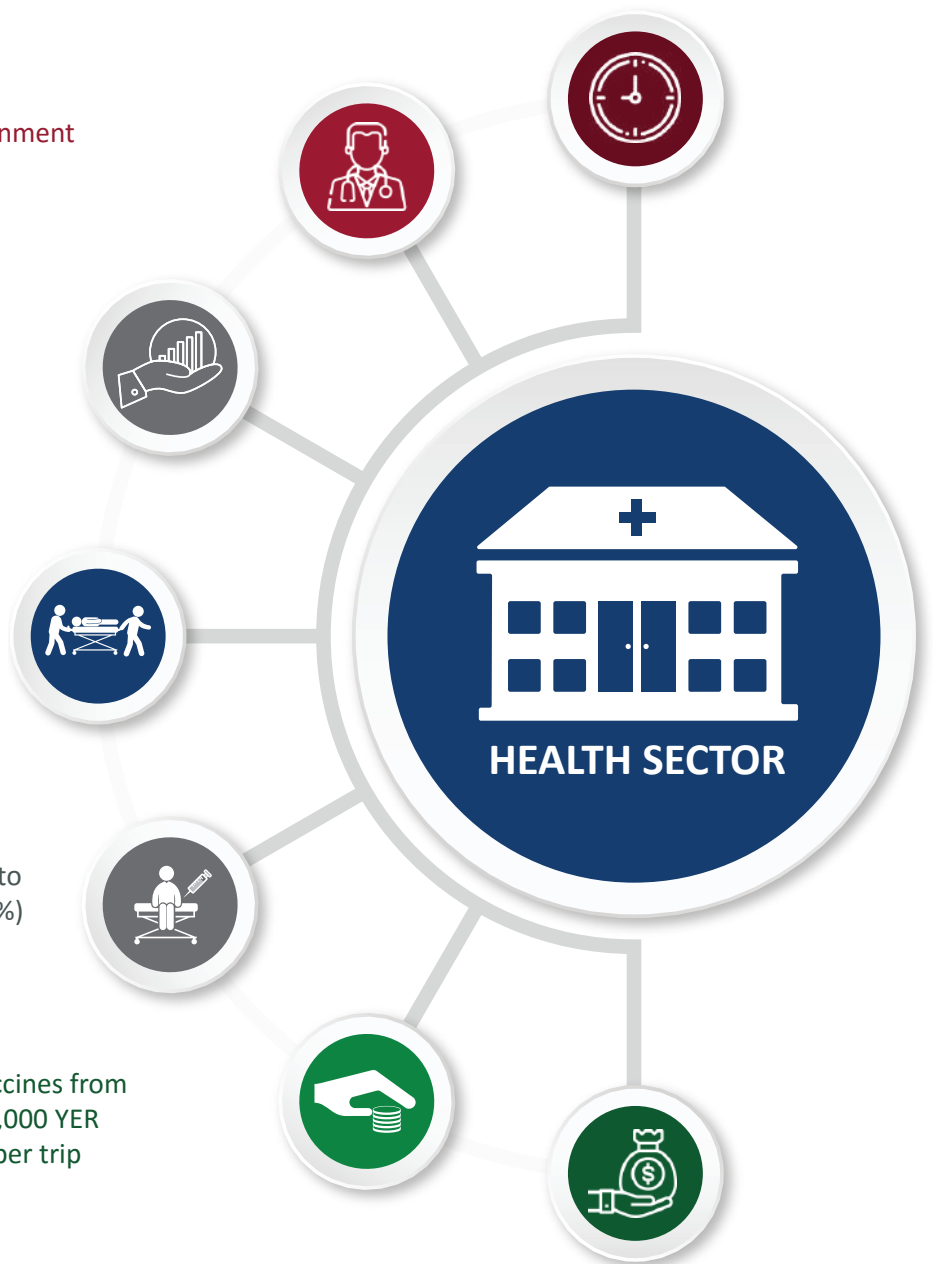 nment
HEALTH SECTOR
to
%)
ccines from
,000 YER
per trip
$